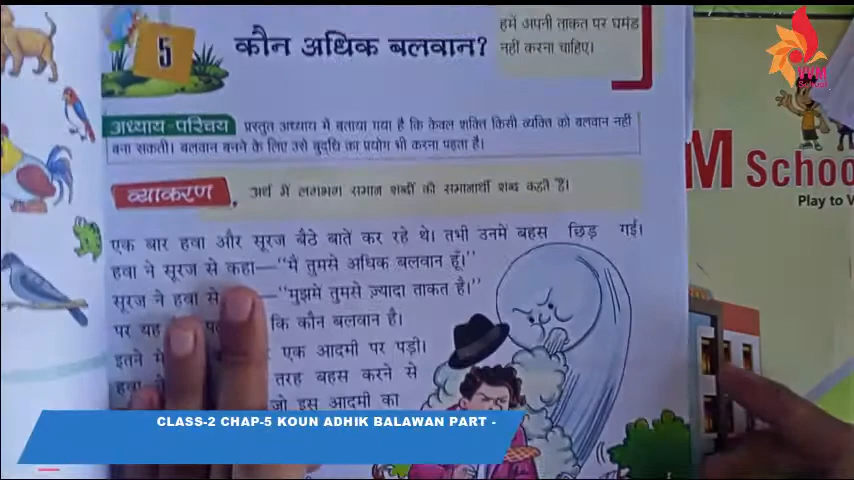 5
कौन अधिक बलवान?
हमें अपनी ताकत पर घमंड
नहीं करना चाहिए।
School
अध्याय-परिचय प्रस्तुत अध्याय में बताया गया है कि केवल शक्ति किसी व्यक्ति को बलवान नहीं
बना सकती। बलवान बनने के लिए उसे बुद्धि का प्रयोग भी करना पड़ता है।
व्याकरण अर्थ में लगभग समान शब्दों को समानार्थी शब्द कहते हैं।
M School
Play to
एक बार हवा और सूरज बैठे बातें कर रहे थे। तभी उनमें बहस छिड़ गई।
हवा ने सूरज से कहा—"मैं तुमसे अधिक बलवान हूँ।"
सूरज ने हवा से —"मुझमें तुमसे ज़्यादा ताकत है।"
पर यह कि कौन बलवान है।
इतने में एक आदमी पर पड़ी।
हवा ने तरह बहस करने से
जो इस आदमी का
CLASS-2 CHAP-5 KOUN ADHIK BALAWAN PART -